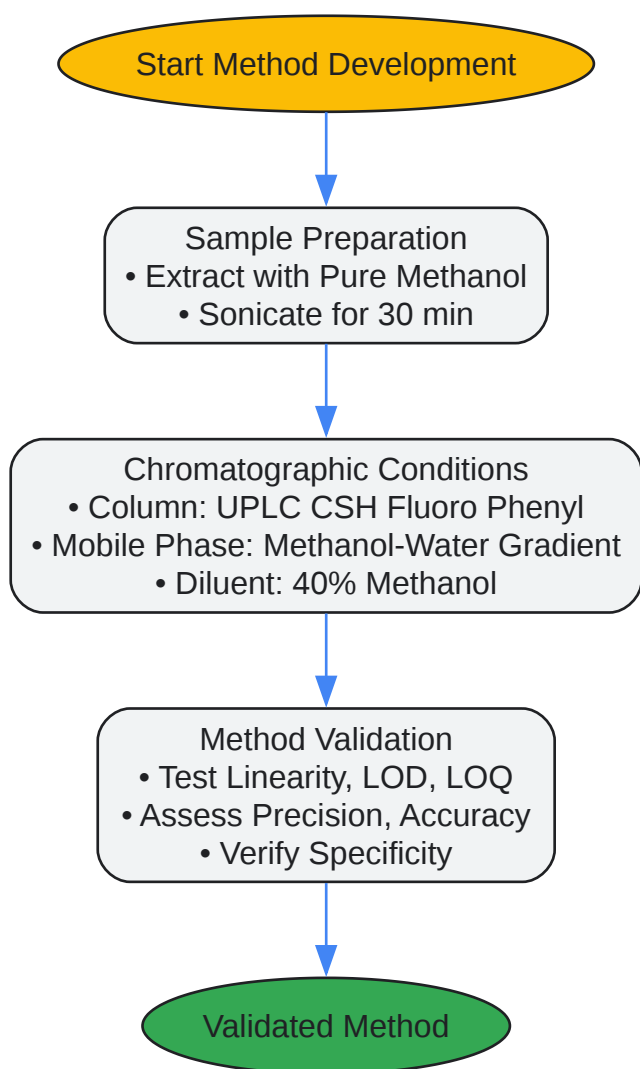 Start Method Development
Sample Preparation
• Extract with Pure Methanol
• Sonicate for 30 min
Chromatographic Conditions
• Column: UPLC CSH Fluoro Phenyl
• Mobile Phase: Methanol-Water Gradient
• Diluent: 40% Methanol
Method Validation
• Test Linearity, LOD, LOQ
• Assess Precision, Accuracy
• Verify Specificity
Validated Method